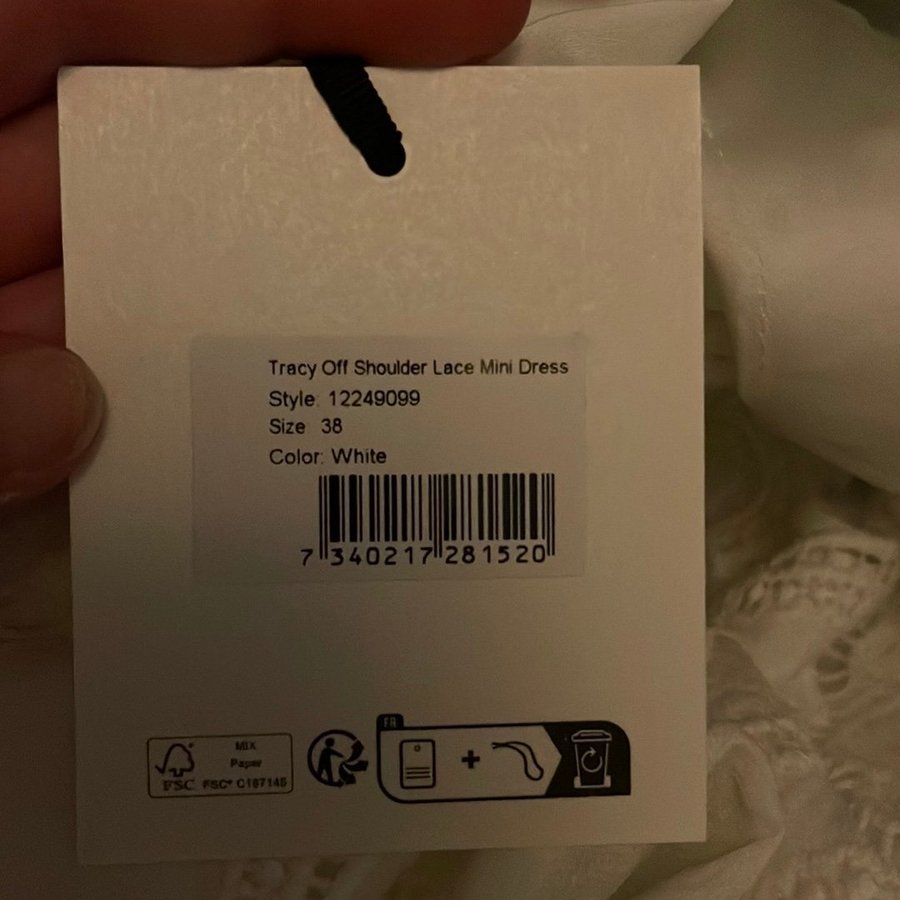 Tracy Off Shoulder Lace Mini Dress
Style: 12249099
Size 38
Color: White
7 340217 281520
FR
FSC
MIX
Paper
FSC® C187145